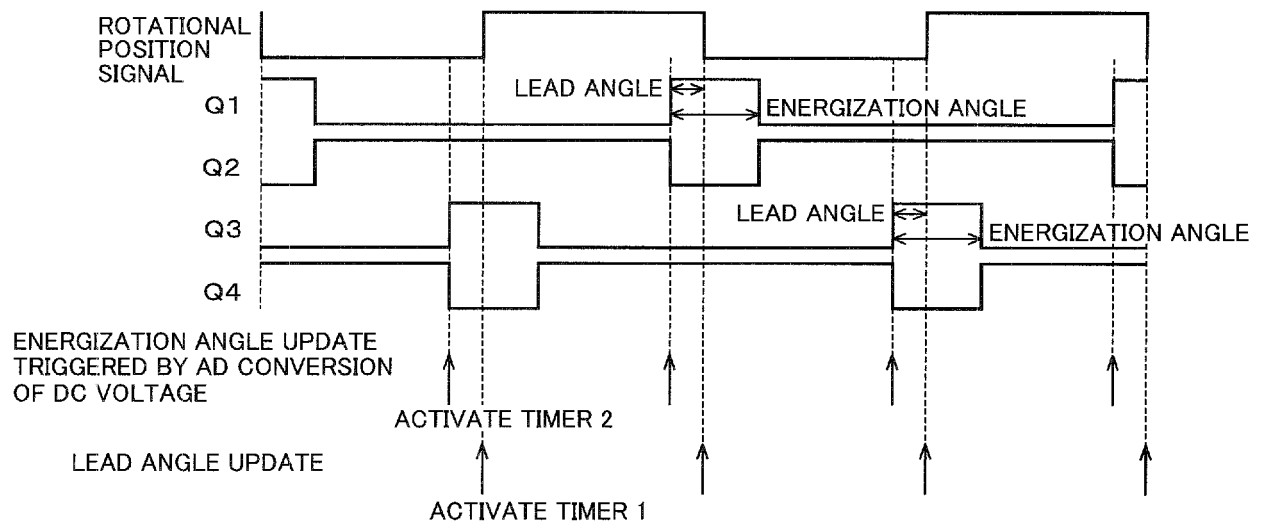 ROTATIONAL
POSITION
SIGNAL
LEAD ANGLE
Q1
ENERGIZATION ANGLE
Q2
LEAD ANGLE
Q3
ENERGIZATION ANGLE
Q4
ENERGIZATION ANGLE UPDATE
TRIGGERED BY AD CONVERSION
OF DC VOLTAGE
ACTIVATE TIMER 2
LEAD ANGLE UPDATE
ACTIVATE TIMER 1